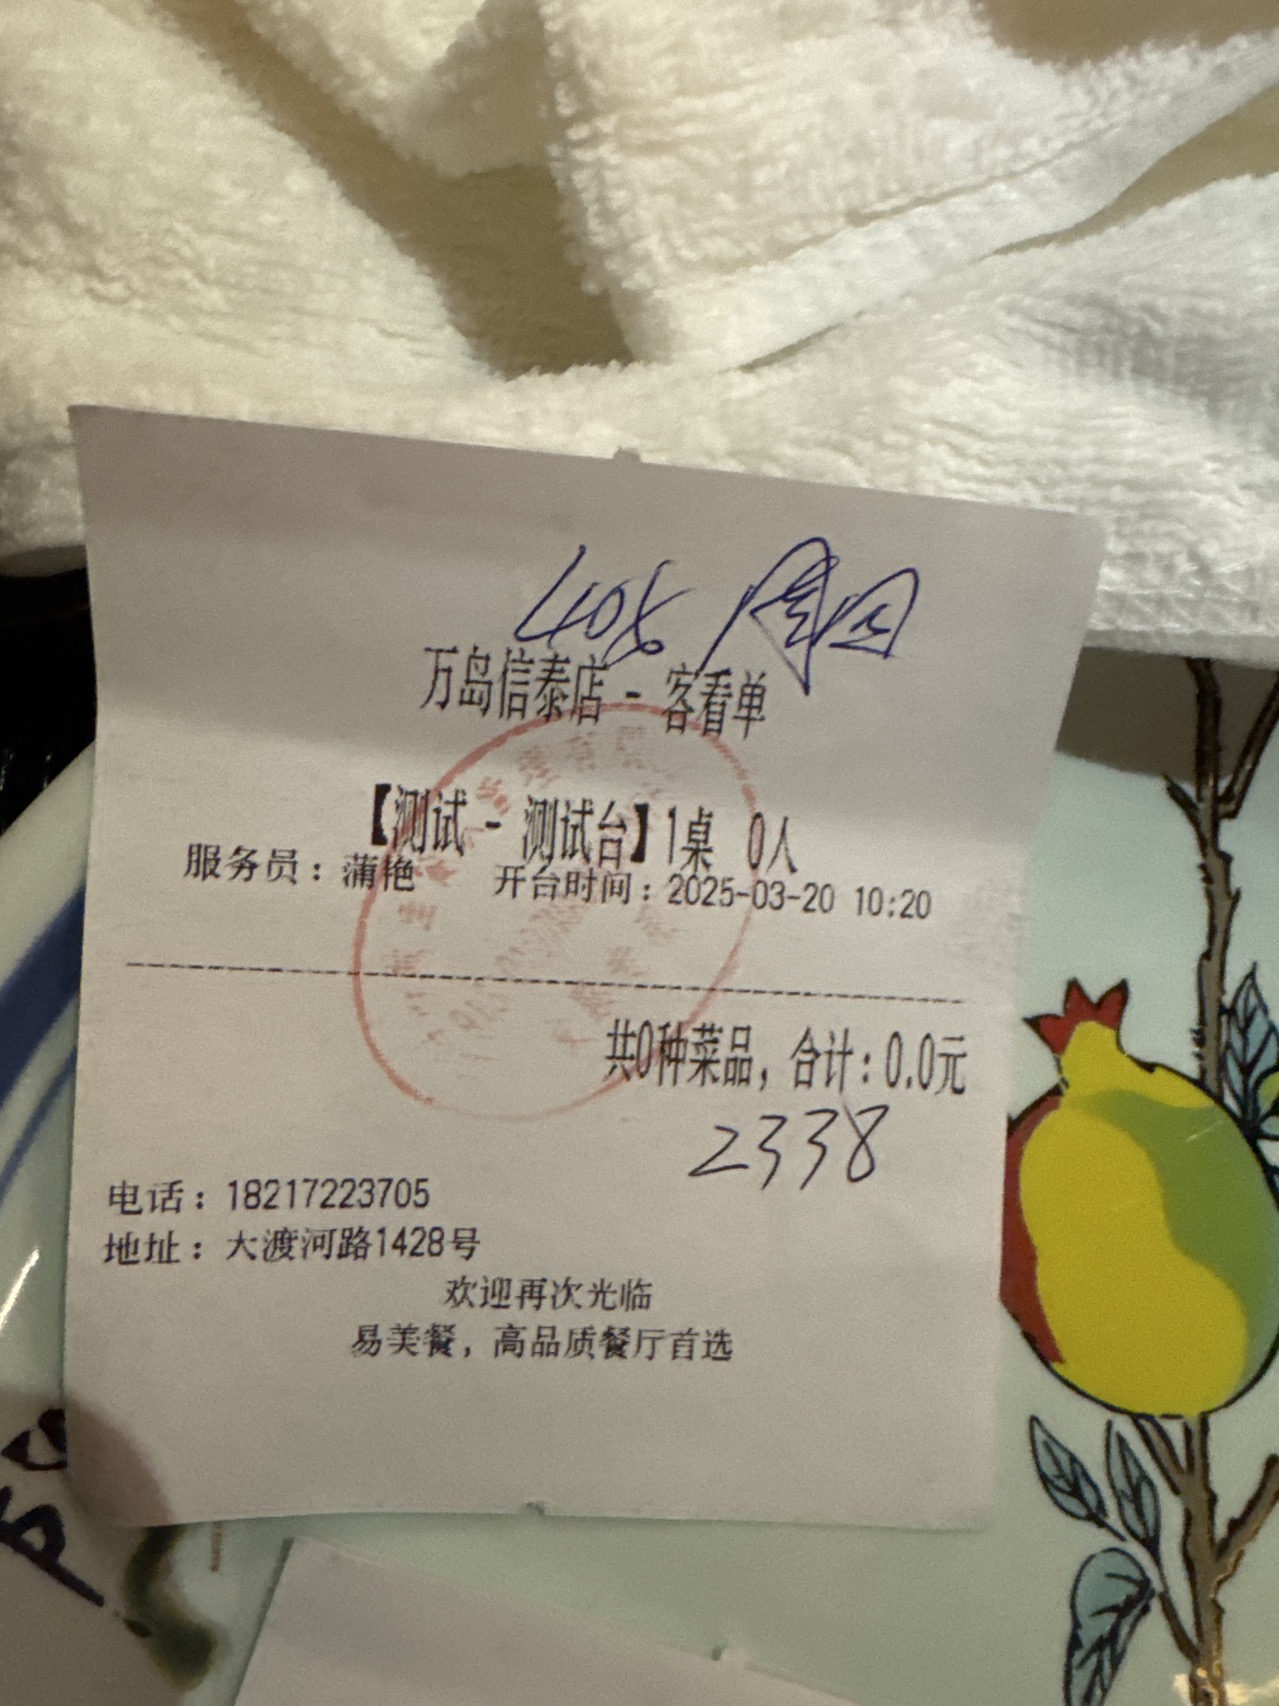 408
万岛信泰店 - 客看单
【测试 - 测试台】1桌 0人
服务员：蒲艳 开台时间：2025-03-20 10:20
共0种菜品，合计：0.0元
2338
电话：18217223705
地址：大渡河路1428号
欢迎再次光临
易美餐，高品质餐厅首选